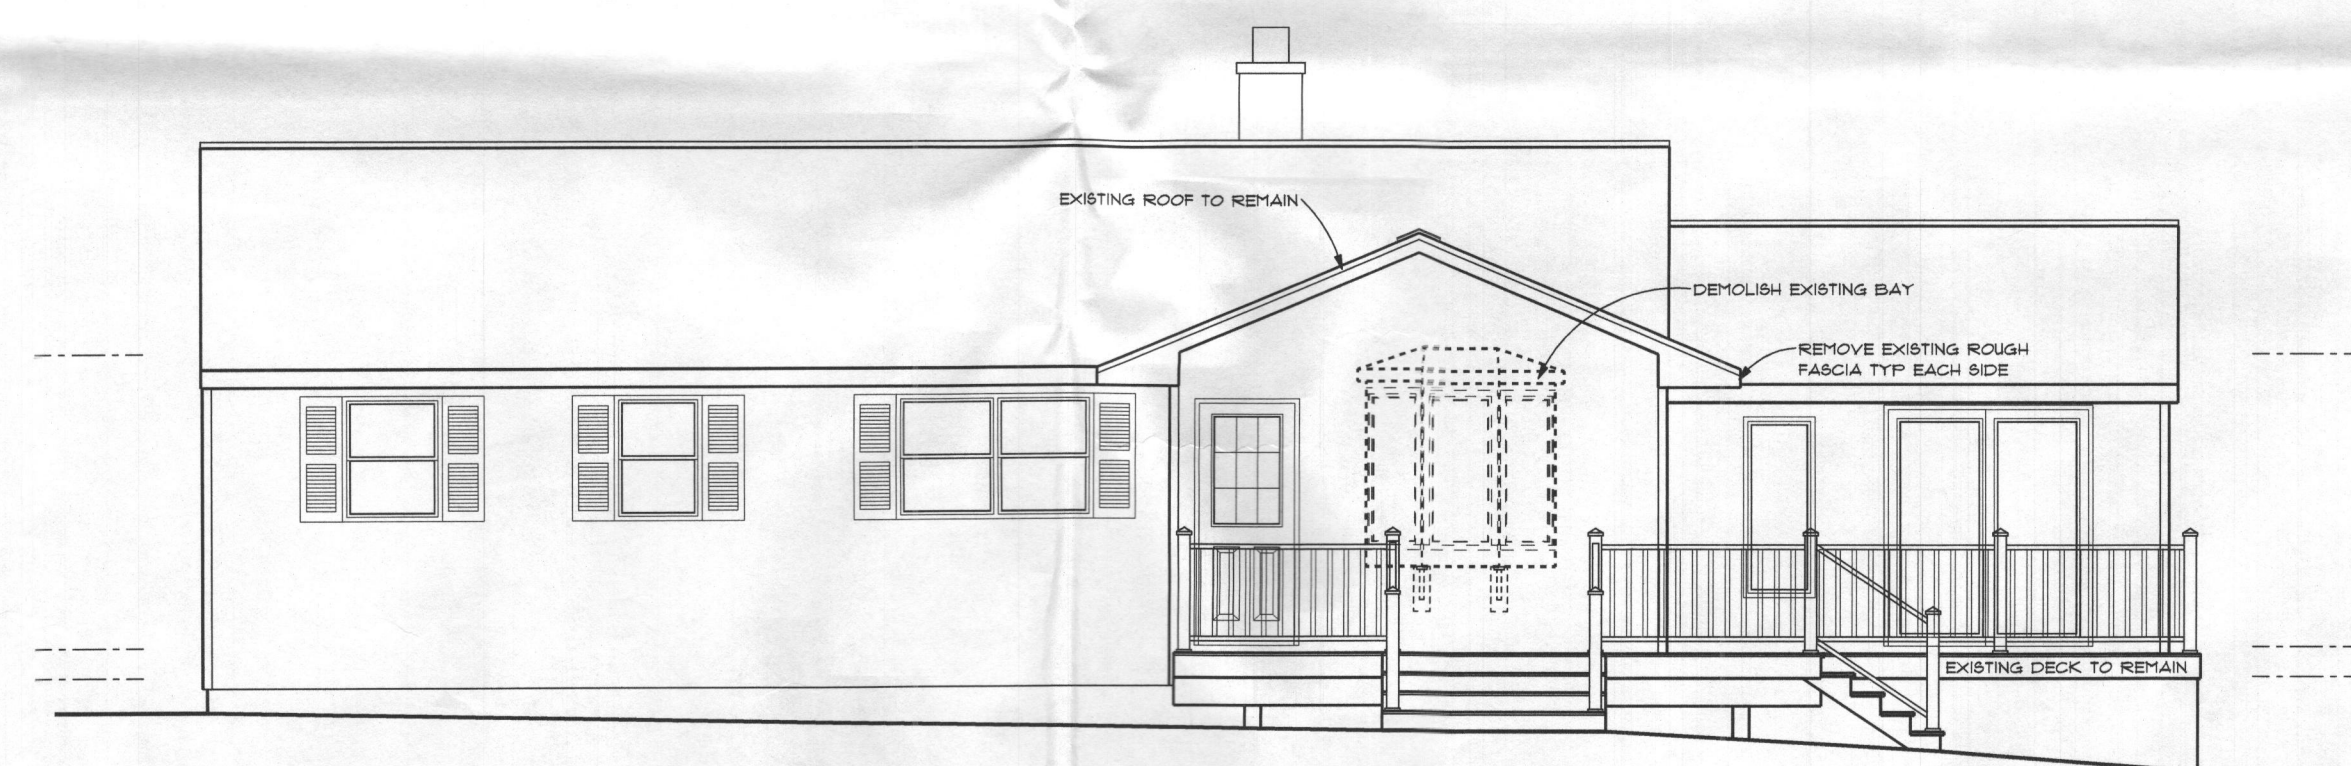 EXISTING ROOF TO REMAIN
DEMOLISH EXISTING BAY
REMOVE EXISTING ROUGH
FASCIA TYP EACH SIDE
EXISTING DECK TO REMAIN